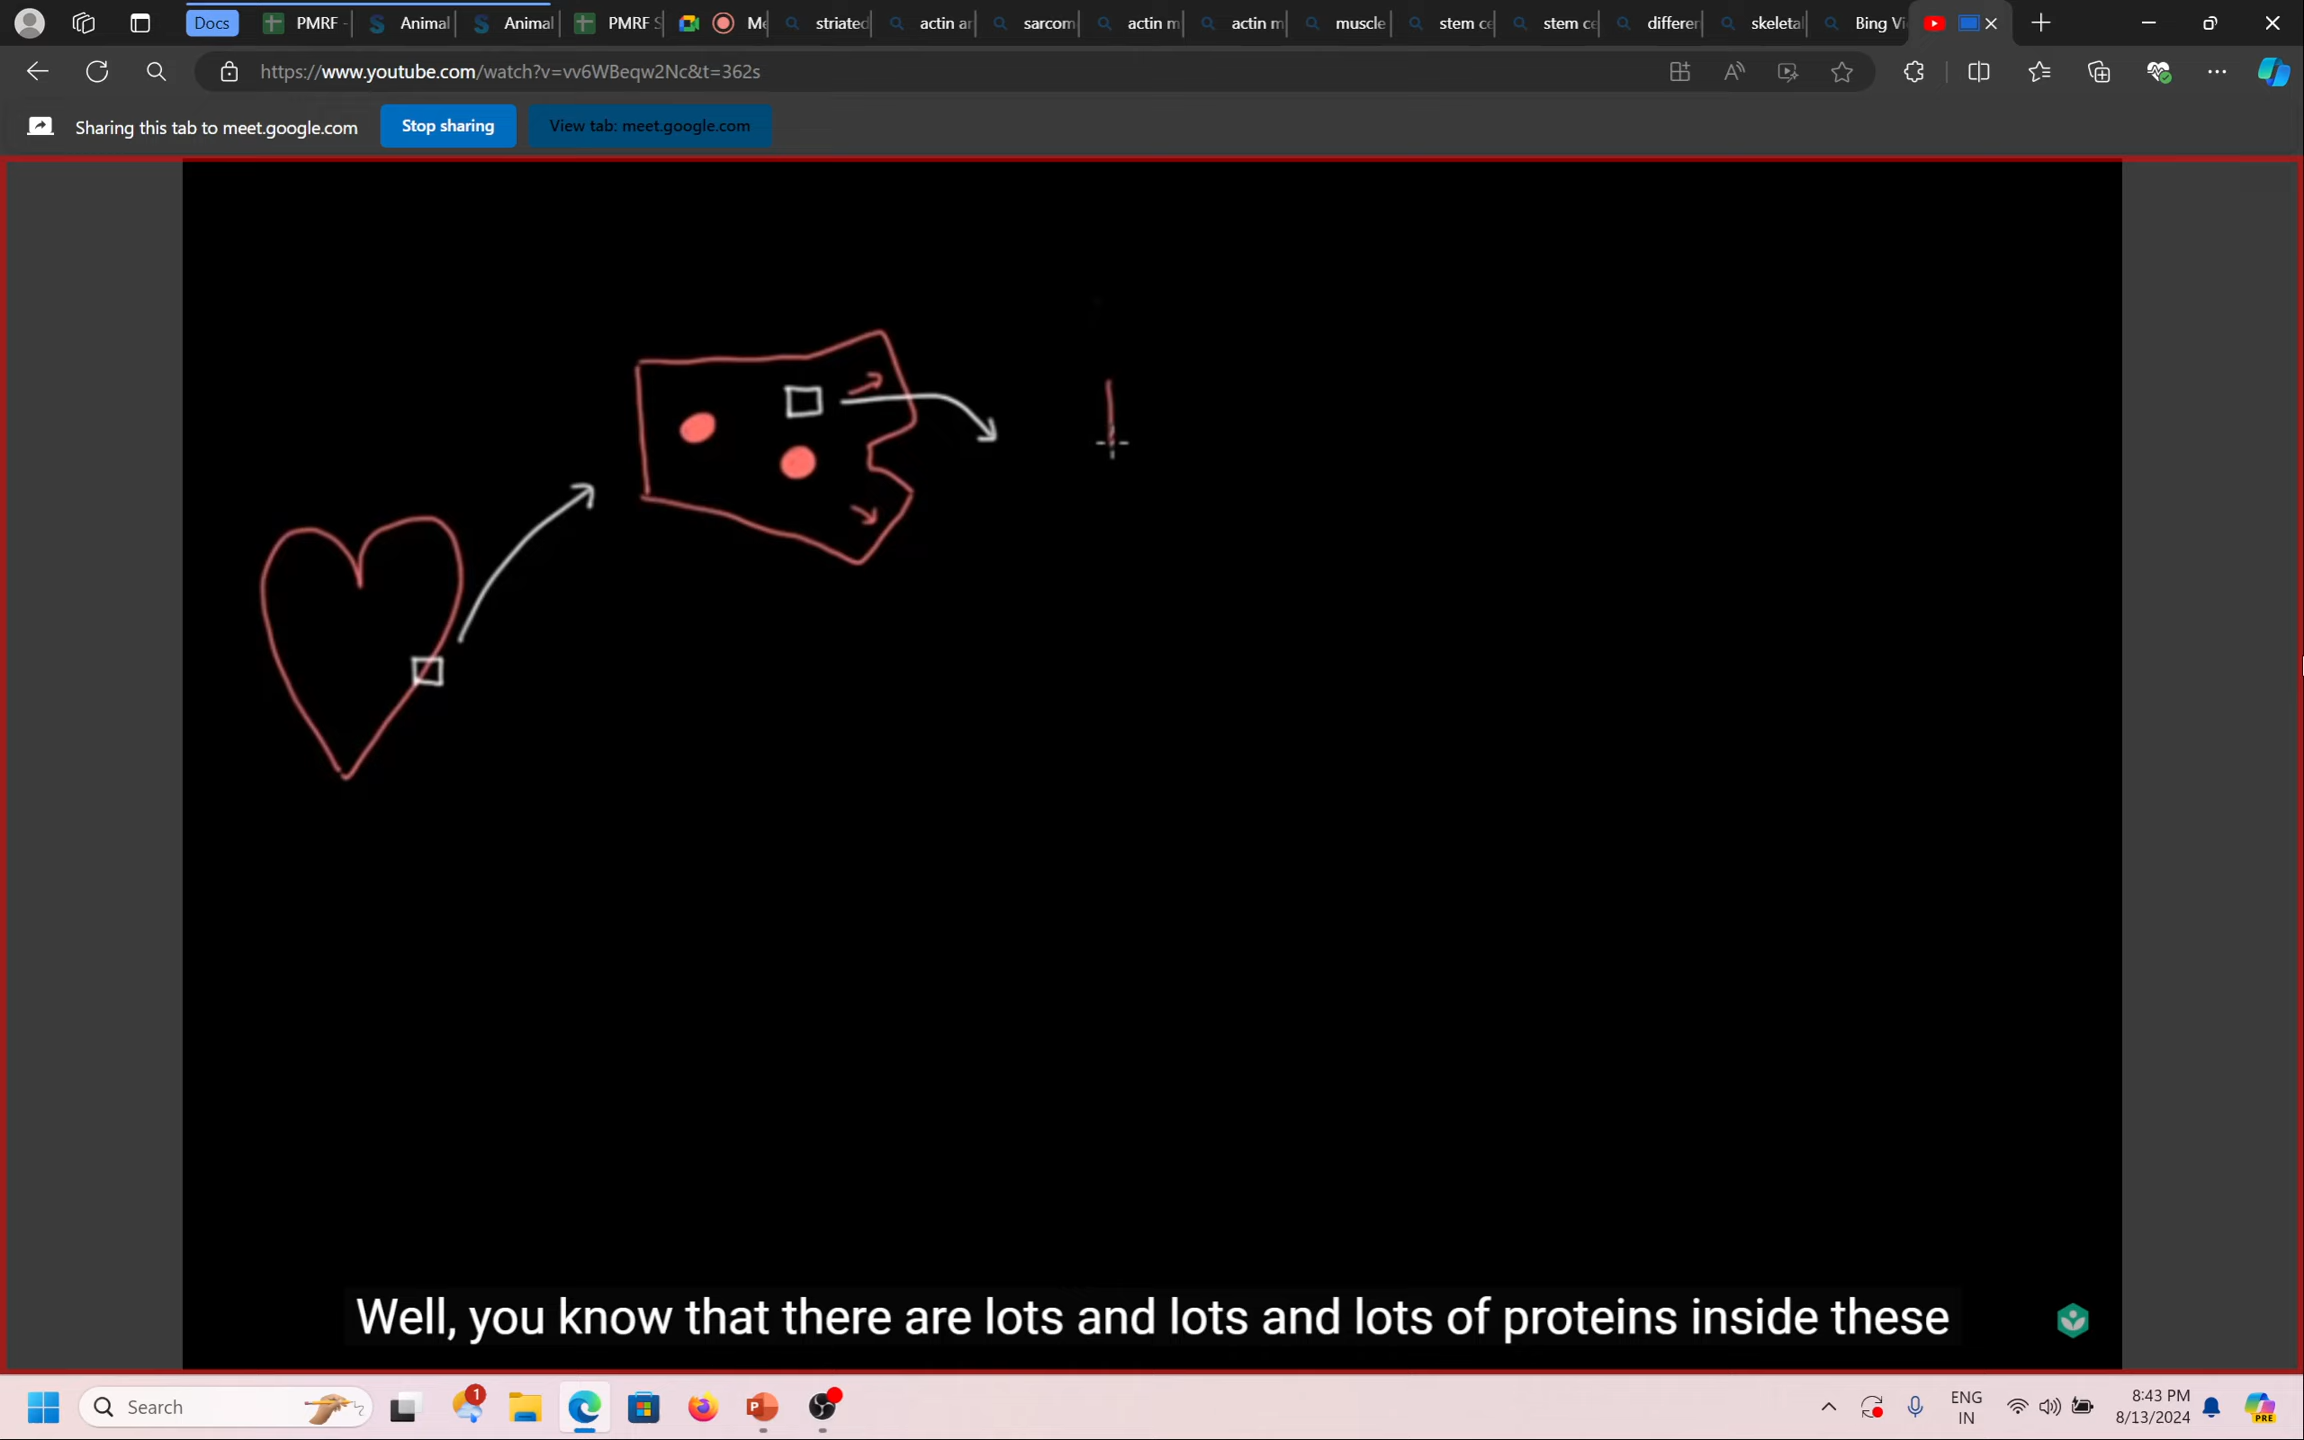 Docs
PMRF -
Animal
Animal
PMRF S
Me
striated
actin ar
sarcom
actin m
actin m
muscle
stem ce
stem ce
differer
skeletal
Bing Vi
https://www.youtube.com/watch?v=vv6WBeqw2Nc&t=362s
Sharing this tab to meet.google.com
Stop sharing
View tab: meet.google.com
Well, you know that there are lots and lots and lots of proteins inside these
Search
1
ENG
IN
8:43 PM
8/13/2024
PRE